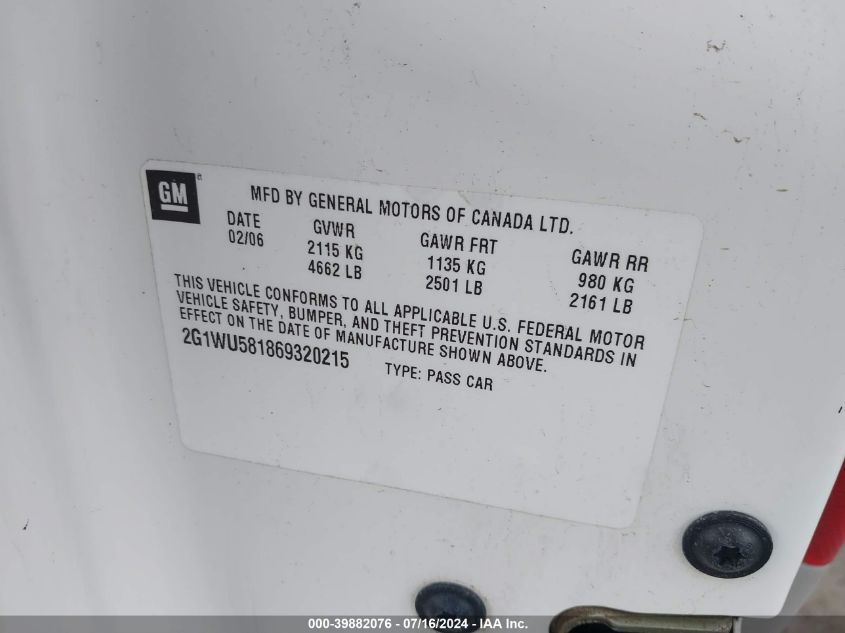 GM
MFD BY GENERAL MOTORS OF CANADA LTD.
DATE GVWR GAWR FRT GAWR RR
02/06 2115 KG 1135 KG 980 KG
4662 LB 2501 LB 2161 LB
THIS VEHICLE CONFORMS TO ALL APPLICABLE U.S. FEDERAL MOTOR
VEHICLE SAFETY, BUMPER, AND THEFT PREVENTION STANDARDS IN
EFFECT ON THE DATE OF MANUFACTURE SHOWN ABOVE.
2G1WU581869320215 TYPE: PASS CAR
000-39882076 - 07/16/2024 - IAA Inc.